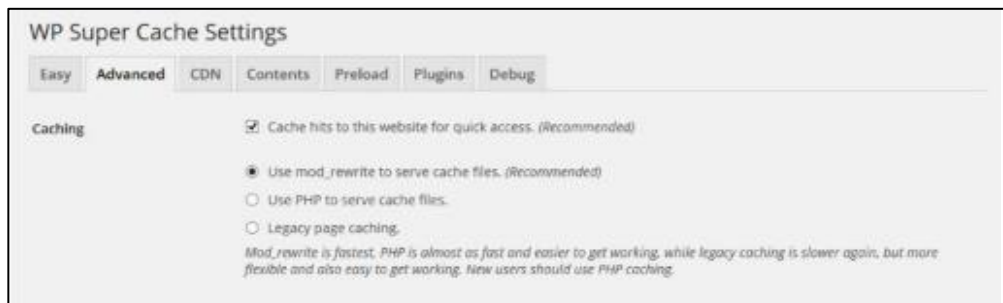 WP Super Cache Settings
Easy Advanced CDN Contents Preload Plugins Debug
Caching Cache hits to this website for quick access. (Recommended)
Use mod_rewrite to serve cache files. (Recommended)
Use PHP to serve cache files.
Legacy page caching.
Mod_rewrite is fastest, PHP is almost as fast and easier to get working, while legacy caching is slower again, but more
flexible and also easy to get working. New users should use PHP caching.